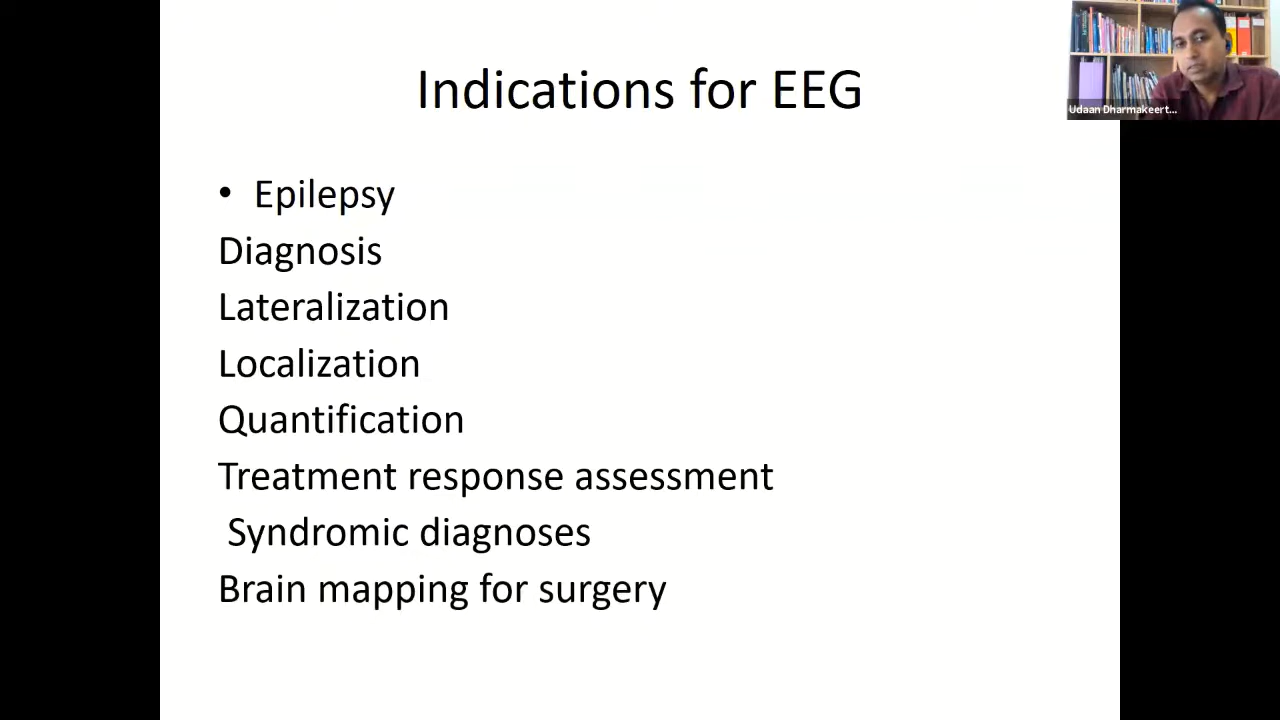 Indications for EEG
Udaan Dharmakeert...
• Epilepsy
Diagnosis
Lateralization
Localization
Quantification
Treatment response assessment
Syndromic diagnoses
Brain mapping for surgery